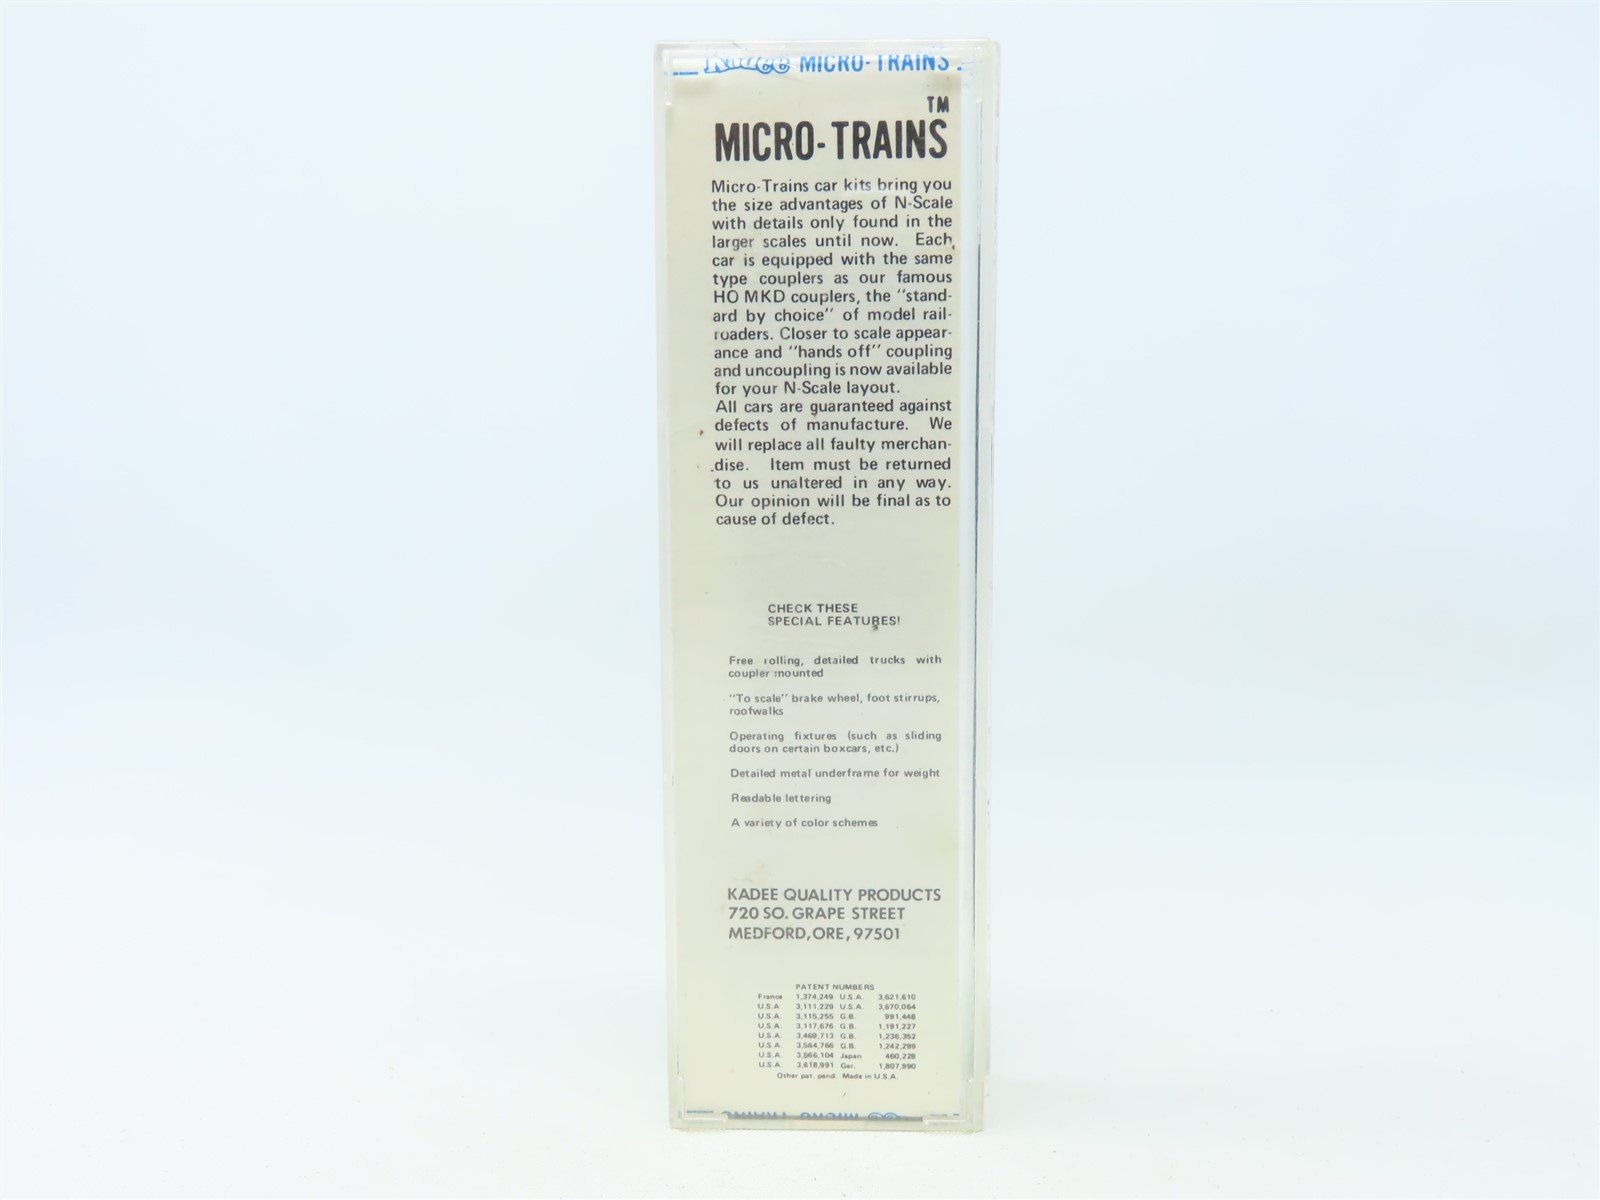 Kadee MICRO-TRAINS
TM
MICRO-TRAINS
Micro-Trains car kits bring you
the size advantages of N-Scale
with details only found in the
larger scales until now. Each
car is equipped with the same
type couplers as our famous
HO MKD couplers, the "stand-
ard by choice" of model rail-
roaders. Closer to scale appear-
ance and "hands off" coupling
and uncoupling is now available
for your N-Scale layout.
All cars are guaranteed against
defects of manufacture. We
will replace all faulty merchan-
dise. Item must be returned
to us unaltered in any way.
Our opinion will be final as to
cause of defect.
CHECK THESE
SPECIAL FEATURES!
Free rolling, detailed trucks with
coupler mounted
"To scale" brake wheel, foot stirrups,
roofwalks
Operating fixtures (such as sliding
doors on certain boxcars, etc.)
Detailed metal underframe for weight
Readable lettering
A variety of color schemes
KADEE QUALITY PRODUCTS
720 SO. GRAPE STREET
MEDFORD, ORE, 97501
PATENT NUMBERS
France 1,374,249 U.S.A. 3,621,610
U.S.A. 3,111,229 U.S.A. 3,670,064
U.S.A. 3,115,255 G.B. 991,448
U.S.A. 3,117,676 G.B. 1,191,227
U.S.A. 3,469,713 G.B. 1,236,352
U.S.A. 3,564,766 G.B. 1,242,299
U.S.A. 3,566,104 Japan 460,228
U.S.A. 3,618,991 Ger. 1,807,990
Other pat. pend. Made in U.S.A.
MICRO-TRAINS